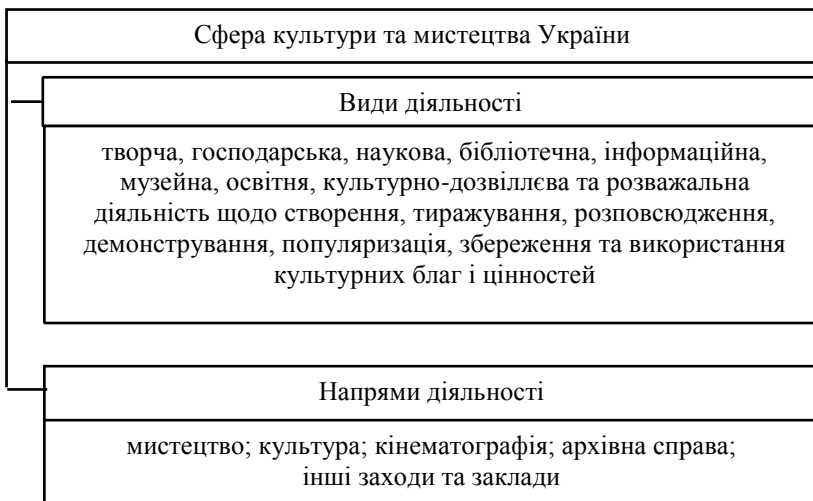 Сфера культури та мистецтва України
Види діяльності
творча, господарська, наукова, бібліотечна, інформаційна,
музейна, освітня, культурно-дозвіллєва та розважальна
діяльність щодо створення, тиражування, розповсюдження,
демонстрування, популяризація, збереження та використання
культурних благ і цінностей
Напрями діяльності
мистецтво; культура; кінематографія; архівна справа;
інші заходи та заклади